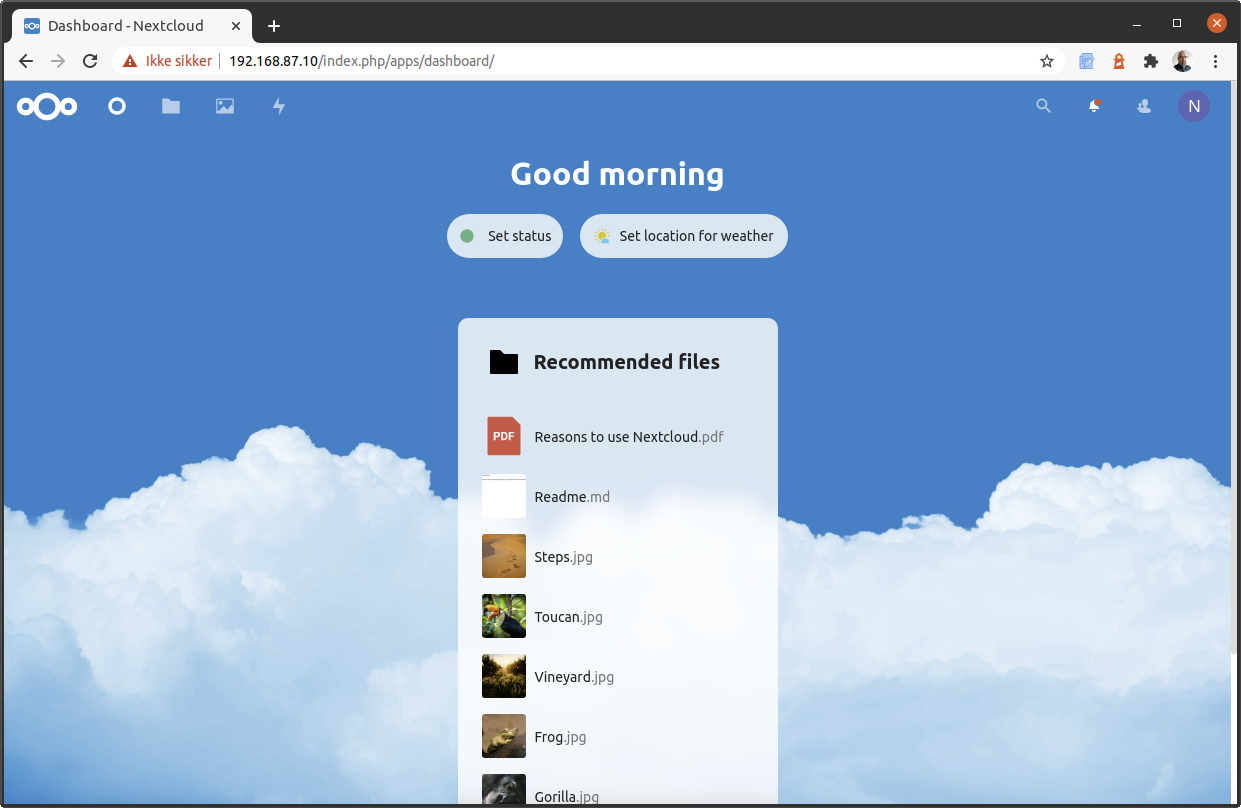 Dashboard - Nextcloud
Ikke sikker 192.168.87.10/index.php/apps/dashboard/
N
Good morning
Set status
Set location for weather
Recommended files
PDF Reasons to use Nextcloud.pdf
Readme.md
Steps.jpg
Toucan.jpg
Vineyard.jpg
Frog.jpg
Gorilla.jpg